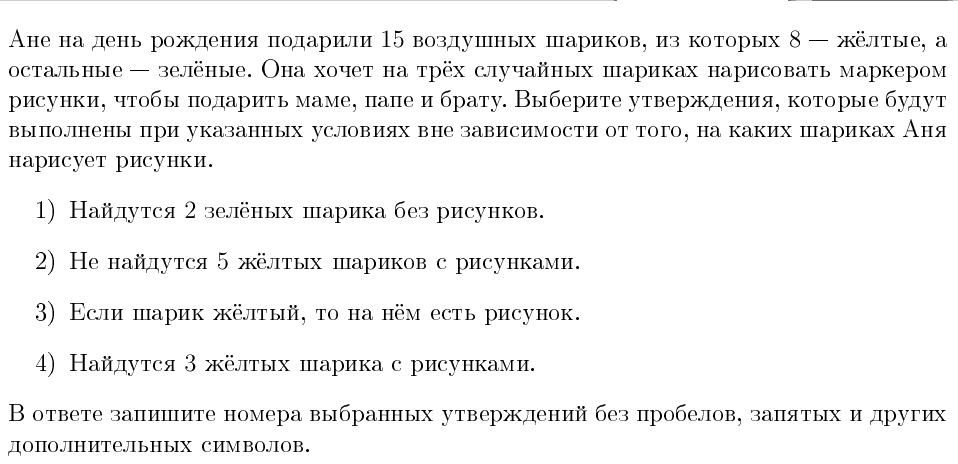 Ане на день рождения подарили 15 воздушных шариков, из которых 8 — жёлтые, а
остальные — зелёные. Она хочет на трёх случайных шариках нарисовать маркером
рисунки, чтобы подарить маме, папе и брату. Выберите утверждения, которые будут
выполнены при указанных условиях вне зависимости от того, на каких шариках Аня
нарисует рисунки.
1) Найдутся 2 зелёных шарика без рисунков.
2) Не найдутся 5 жёлтых шариков с рисунками.
3) Если шарик жёлтый, то на нём есть рисунок.
4) Найдутся 3 жёлтых шарика с рисунками.
В ответе запишите номера выбранных утверждений без пробелов, запятых и других
дополнительных символов.